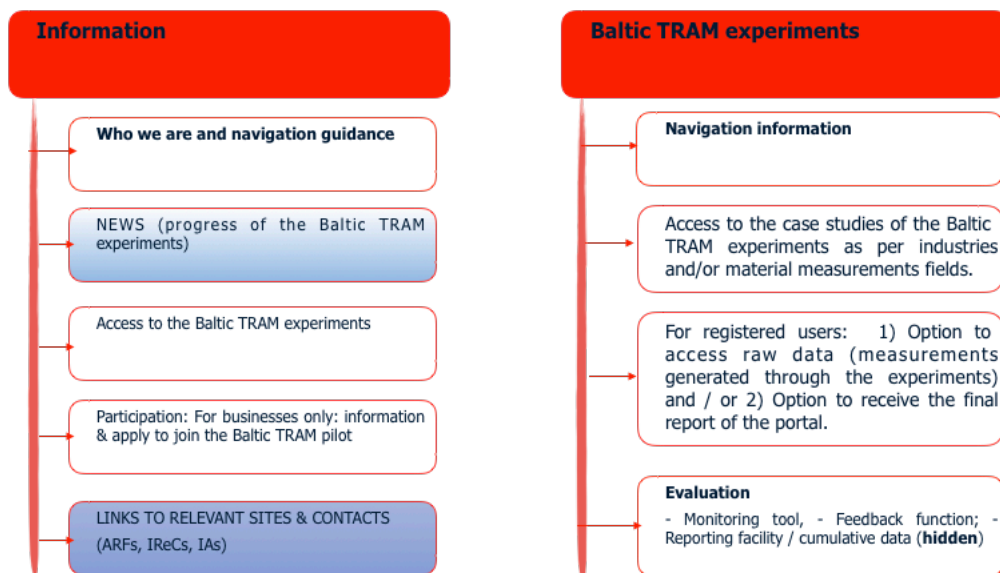 Information
Who we are and navigation guidance
NEWS (progress of the Baltic TRAM
experiments)
Access to the Baltic TRAM experiments
Participation: For businesses only: information
& apply to join the Baltic TRAM pilot
LINKS TO RELEVANT SITES & CONTACTS
(ARFs, IReCs, IAs)
Baltic TRAM experiments
Navigation information
Access to the case studies of the Baltic
TRAM experiments as per industries
and/or material measurements fields.
For registered users: 1) Option to
access raw data (measurements
generated through the experiments)
and / or 2) Option to receive the final
report of the portal.
Evaluation
- Monitoring tool, - Feedback function; -
Reporting facility / cumulative data (hidden)